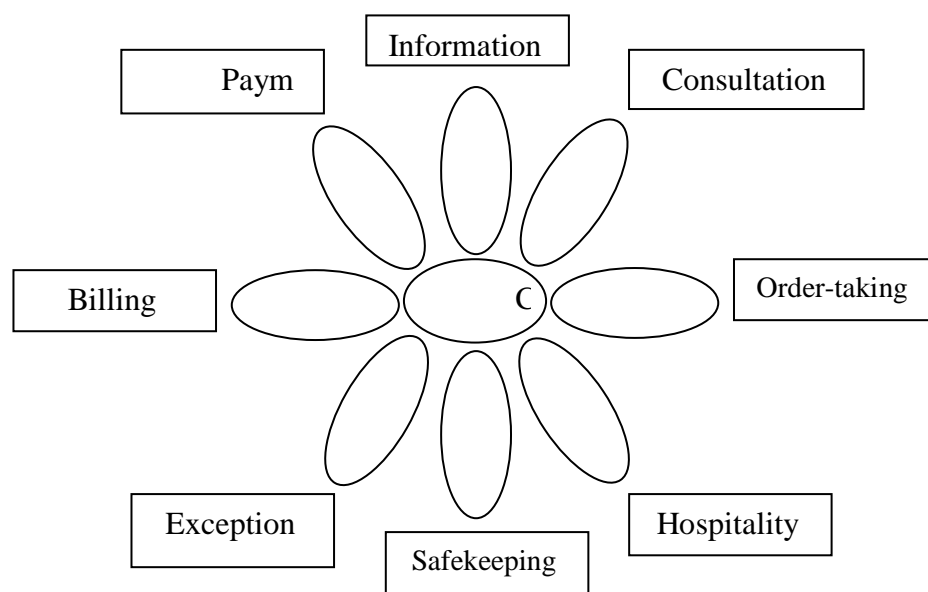 Information
Paym
Consultation
Billing
C
Order-taking
Exception
Hospitality
Safekeeping